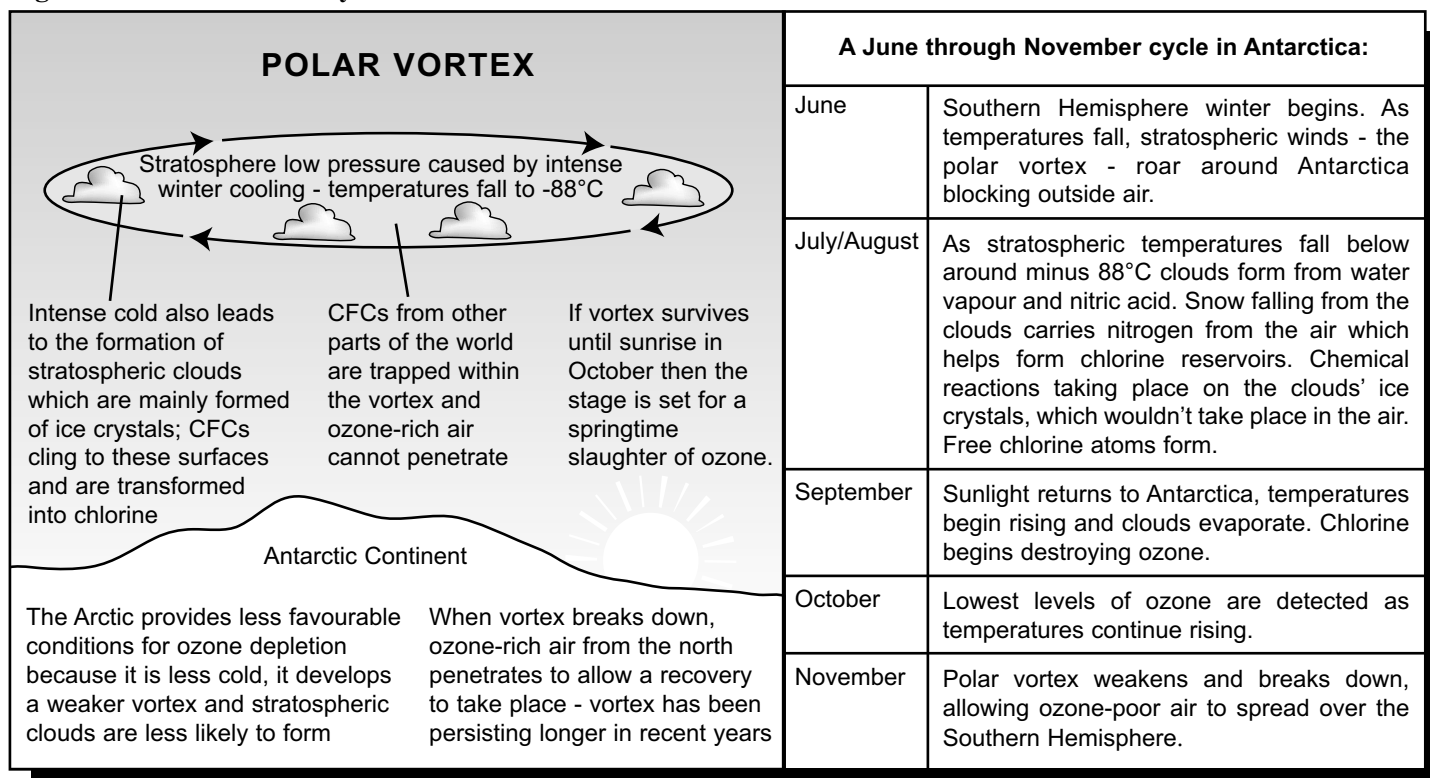 POLAR VORTEX
Stratosphere low pressure caused by intense
winter cooling - temperatures fall to -88°C
Intense cold also leads
to the formation of
stratospheric clouds
which are mainly formed
of ice crystals; CFCs
cling to these surfaces
and are transformed
into chlorine
CFCs from other
parts of the world
are trapped within
the vortex and
ozone-rich air
cannot penetrate
If vortex survives
until sunrise in
October then the
stage is set for a
springtime
slaughter of ozone.
Antarctic Continent
The Arctic provides less favourable
conditions for ozone depletion
because it is less cold, it develops
a weaker vortex and stratospheric
clouds are less likely to form
When vortex breaks down,
ozone-rich air from the north
penetrates to allow a recovery
to take place - vortex has been
persisting longer in recent years
A June through November cycle in Antarctica:
June
Southern Hemisphere winter begins. As
temperatures fall, stratospheric winds - the
polar vortex - roar around Antarctica
blocking outside air.
July/August
As stratospheric temperatures fall below
around minus 88°C clouds form from water
vapour and nitric acid. Snow falling from the
clouds carries nitrogen from the air which
helps form chlorine reservoirs. Chemical
reactions taking place on the clouds' ice
crystals, which wouldn't take place in the air.
Free chlorine atoms form.
September
Sunlight returns to Antarctica, temperatures
begin rising and clouds evaporate. Chlorine
begins destroying ozone.
October
Lowest levels of ozone are detected as
temperatures continue rising.
November
Polar vortex weakens and breaks down,
allowing ozone-poor air to spread over the
Southern Hemisphere.